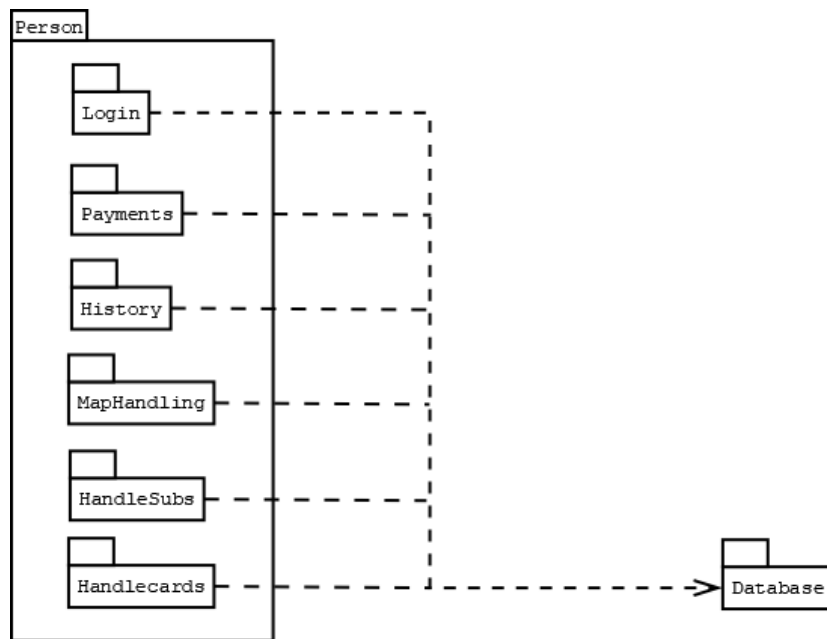 Person
Login
Payments
History
MapHandling
HandleSubs
Handlecards
Database